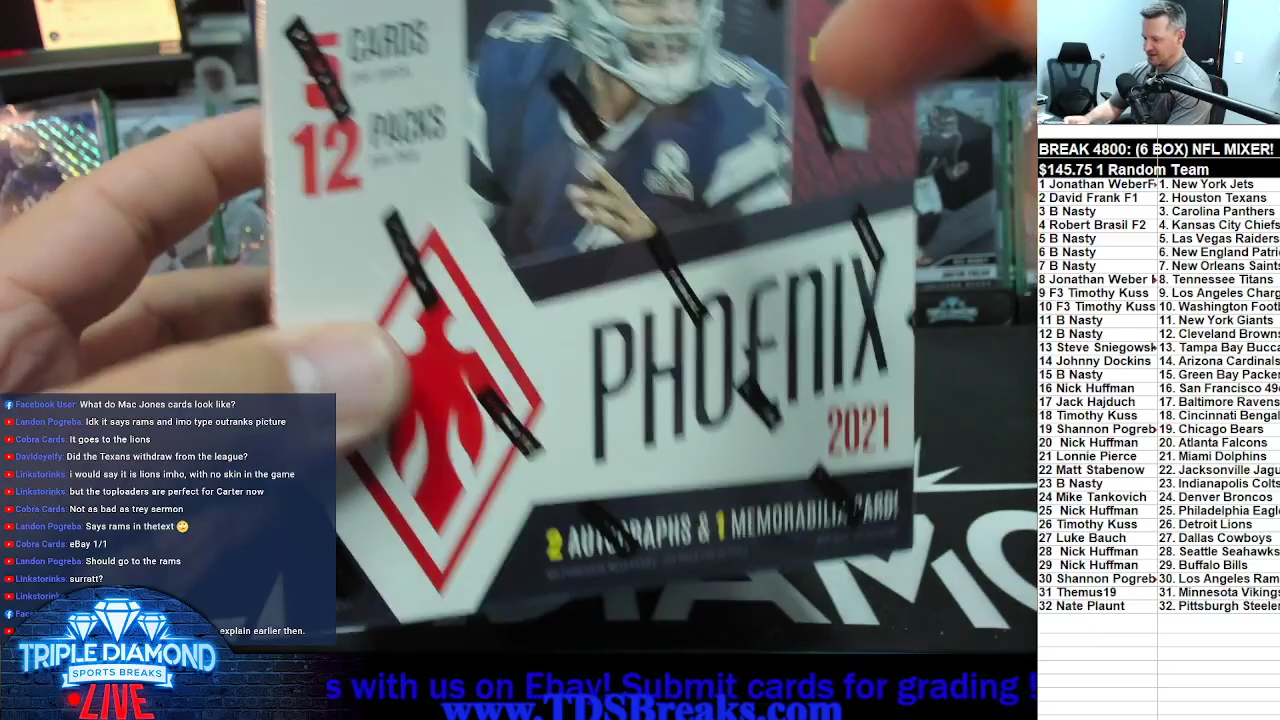 5 CARDS
12 PACKS
PHOENIX
2021
2 AUTOGRAPHS & 1 MEMORABILIA CARD!
Facebook User: What do Mac Jones cards look like?
Landon Pogreba: Idk it says rams and imo type outranks picture
Cobra Cards: It goes to the lions
Davideyeify: Did the Texans withdraw from the league?
Linkstorinks: i would say it is lions imho, with no skin in the game
Linkstorinks: but the toploaders are perfect for Carter now
Cobra Cards: Not as bad as trey sermon
Landon Pogreba: Says rams in thetext 🙄
Cobra Cards: eBay 1/1
Landon Pogreba: Should go to the rams
Linkstorinks: surratt?
Linkstorink
Fac
explain earlier then.
TRIPLE DIAMOND
SPORTS BREAKS
LIVE
s with us on Ebay! Submit cards for grading !
www.TDSBreaks.com
BREAK 4800: (6 BOX) NFL MIXER!
$145.75 1 Random Team
1 Jonathan WeberF 1. New York Jets
2 David Frank F1 2. Houston Texans
3 B Nasty 3. Carolina Panthers
4 Robert Brasil F2 4. Kansas City Chiefs
5 B Nasty 5. Las Vegas Raiders
6 B Nasty 6. New England Patri
7 B Nasty 7. New Orleans Saints
8 Jonathan Weber 8. Tennessee Titans
9 F3 Timothy Kuss 9. Los Angeles Charg
10 F5 Timothy Kuss 10. Washington Foot
11 B Nasty 11. New York Giants
12 B Nasty 12. Cleveland Browns
13 Steve Sniegowsk 13. Tampa Bay Bucca
14 Johnny Dockins 14. Arizona Cardinals
15 B Nasty 15. Green Bay Packe
16 Nick Huffman 16. San Francisco 49
17 Jack Hajduch 17. Baltimore Ravens
18 Timothy Kuss 18. Cincinnati Bengal
19 Shannon Pogreb 19. Chicago Bears
20 Nick Huffman 20. Atlanta Falcons
21 Lonnie Pierce 21. Miami Dolphins
22 Matt Stabenow 22. Jacksonville Jagu
23 B Nasty 23. Indianapolis Colts
24 Mike Tankovich 24. Denver Broncos
25 Nick Huffman 25. Philadelphia Eagl
26 Timothy Kuss 26. Detroit Lions
27 Luke Bauch 27. Dallas Cowboys
28 Nick Huffman 28. Seattle Seahawks
29 Nick Huffman 29. Buffalo Bills
30 Shannon Pogreb 30. Los Angeles Rams
31 Themus19 31. Minnesota Vikings
32 Nate Plaunt 32. Pittsburgh Steele